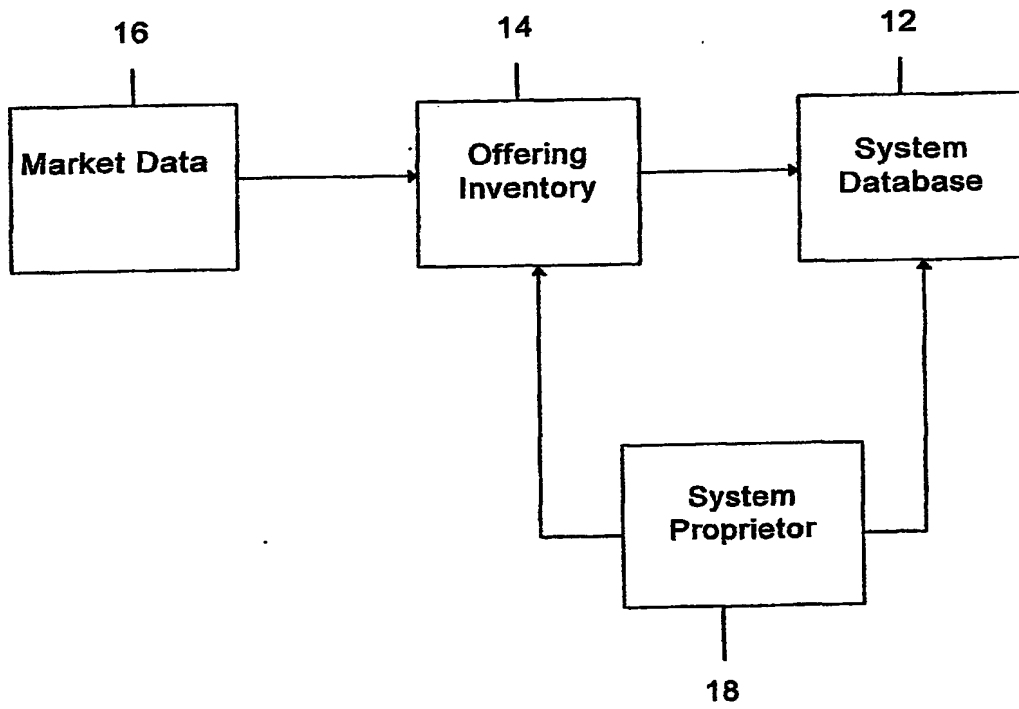 16
14
12
Market Data
Offering
Inventory
System
Database
System
Proprietor
18